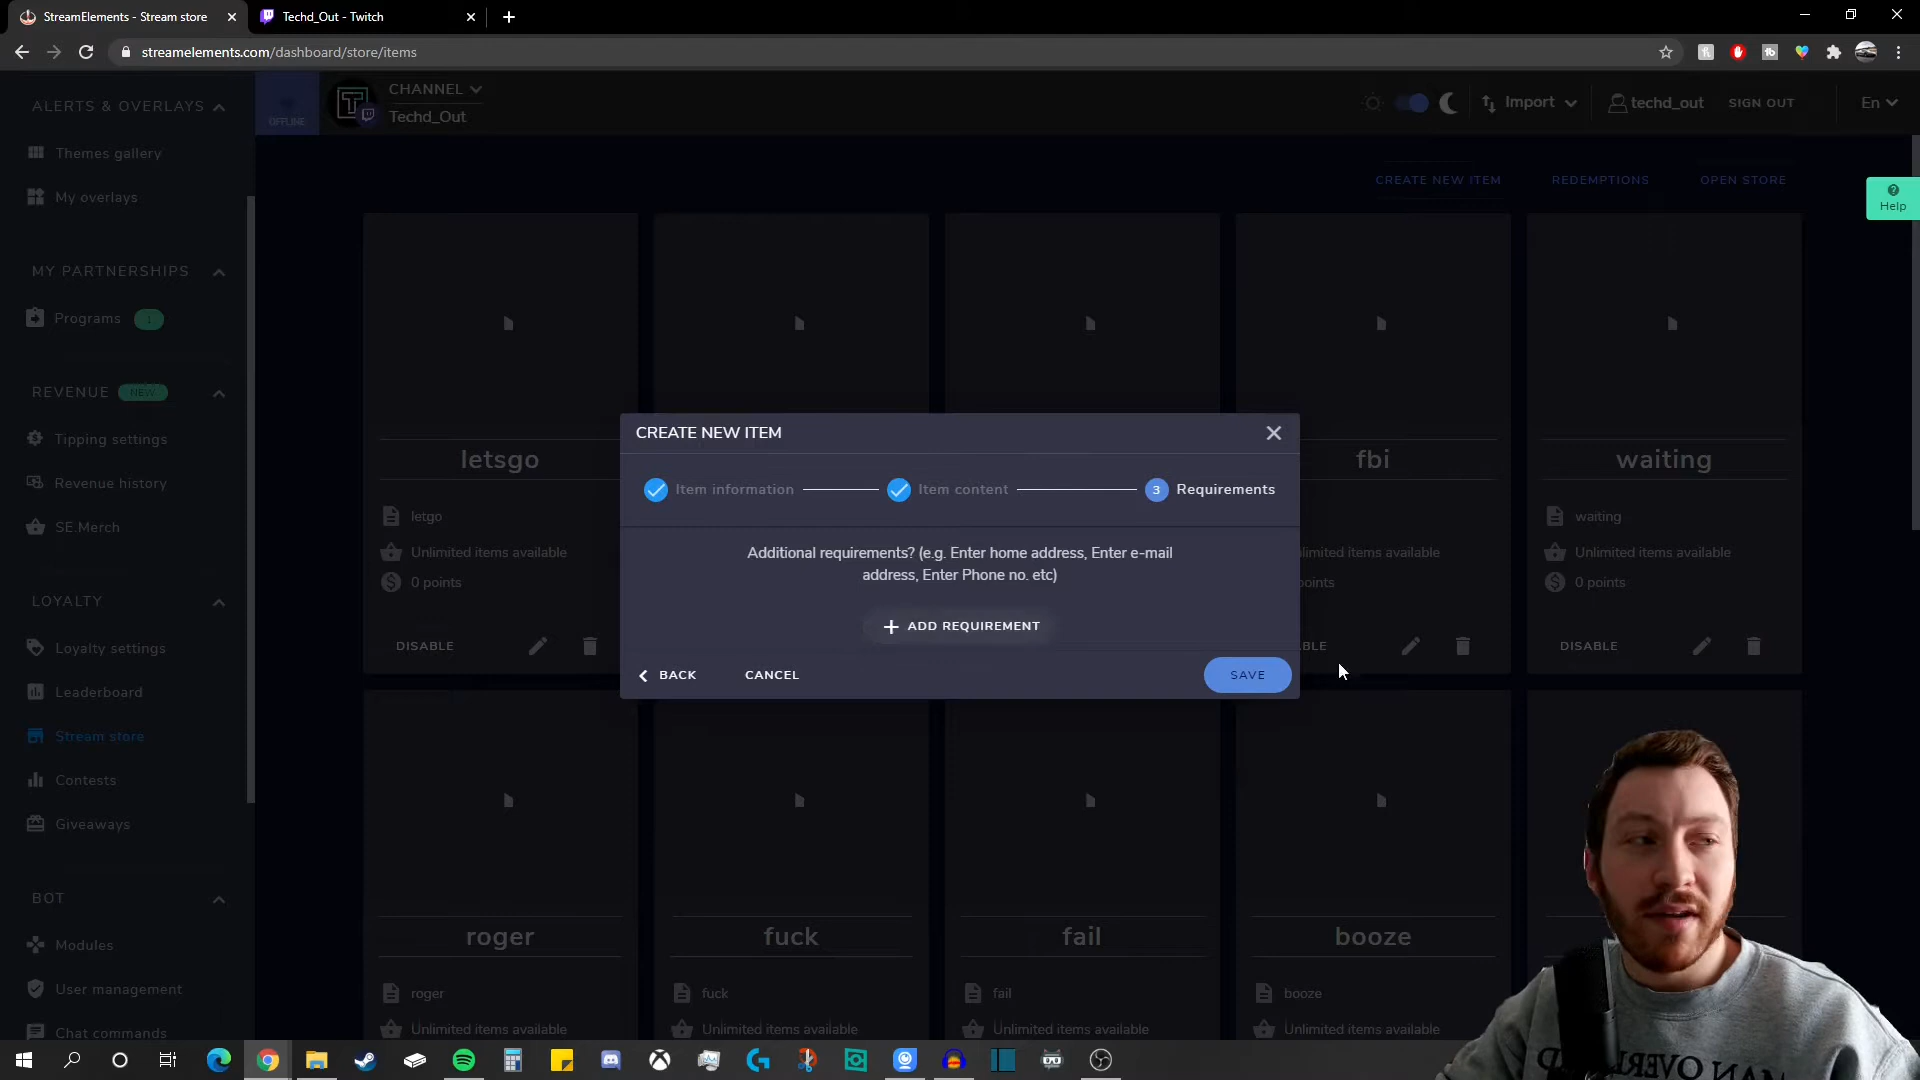 StreamElements - Stream store
Techd_Out - Twitch
streamelements.com/dashboard/store/items
ALERTS & OVERLAYS
OFFLINE
CHANNEL
Techd_Out
Import
techd_out
SIGN OUT
En
Themes gallery
My overlays
CREATE NEW ITEM
REDEMPTIONS
OPEN STORE
Help
MY PARTNERSHIPS
Programs
REVENUE NEW
Tipping settings
Revenue history
SE.Merch
LOYALTY
Loyalty settings
Leaderboard
Stream store
Contests
Giveaways
BOT
Modules
User management
Chat commands
letsgo
letgo
Unlimited items available
0 points
DISABLE
CREATE NEW ITEM
Item information
Item content
3 Requirements
Additional requirements? (e.g. Enter home address, Enter e-mail
address, Enter Phone no. etc)
ADD REQUIREMENT
BACK
CANCEL
SAVE
fbi
waiting
waiting
Unlimited items available
0 points
DISABLE
roger
roger
Unlimited items available
fuck
fuck
Unlimited items available
fail
fail
Unlimited items available
booze
booze
Unlimited items available